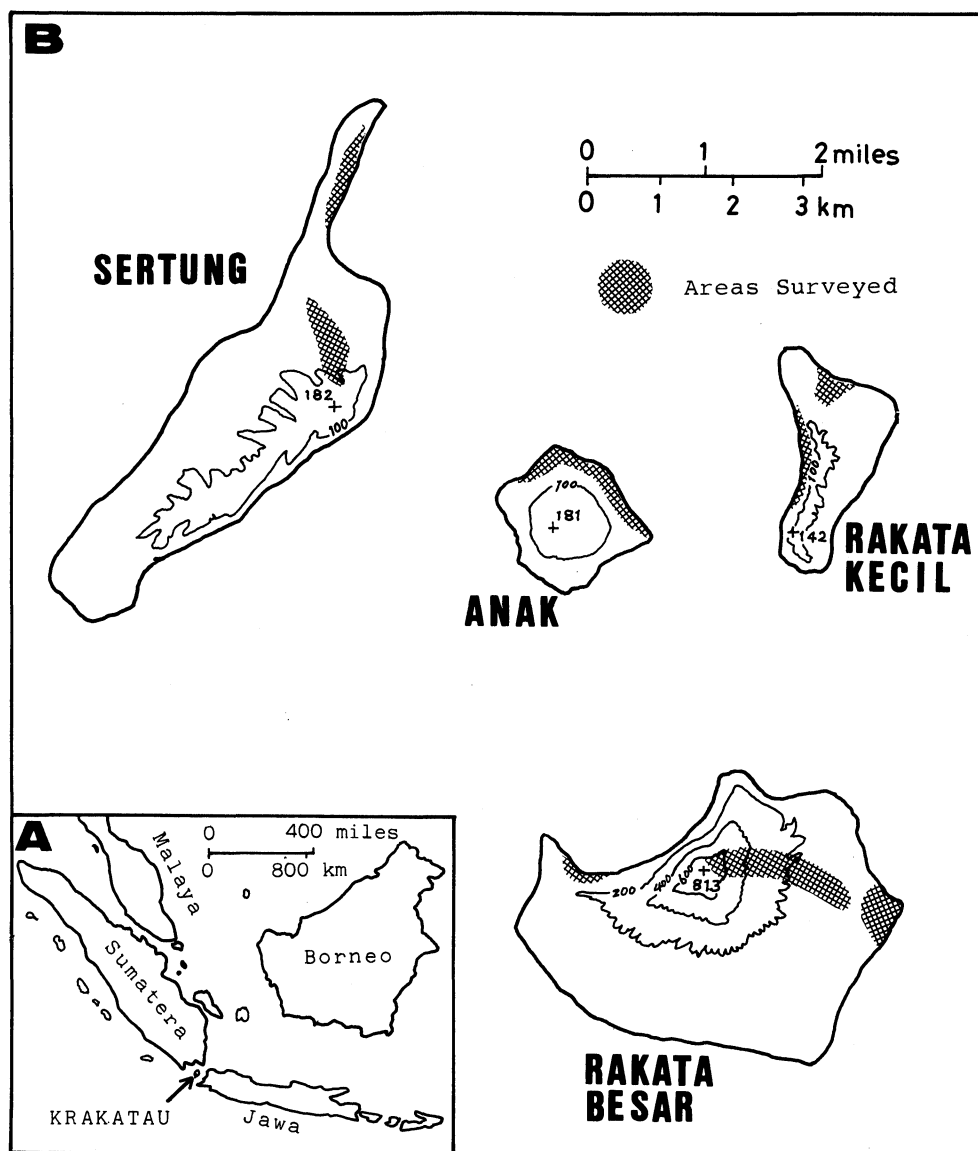 B
0 1 2 miles
0 1 2 3 km
SERTUNG
Areas Surveyed
182
100
100
181
ANAK
100
142
RAKATA
KECIL
A
0 400 miles
0 800 km
Malaya
Sumatera
Borneo
KRAKATAU
Jawa
200
400
600
813
RAKATA
BESAR